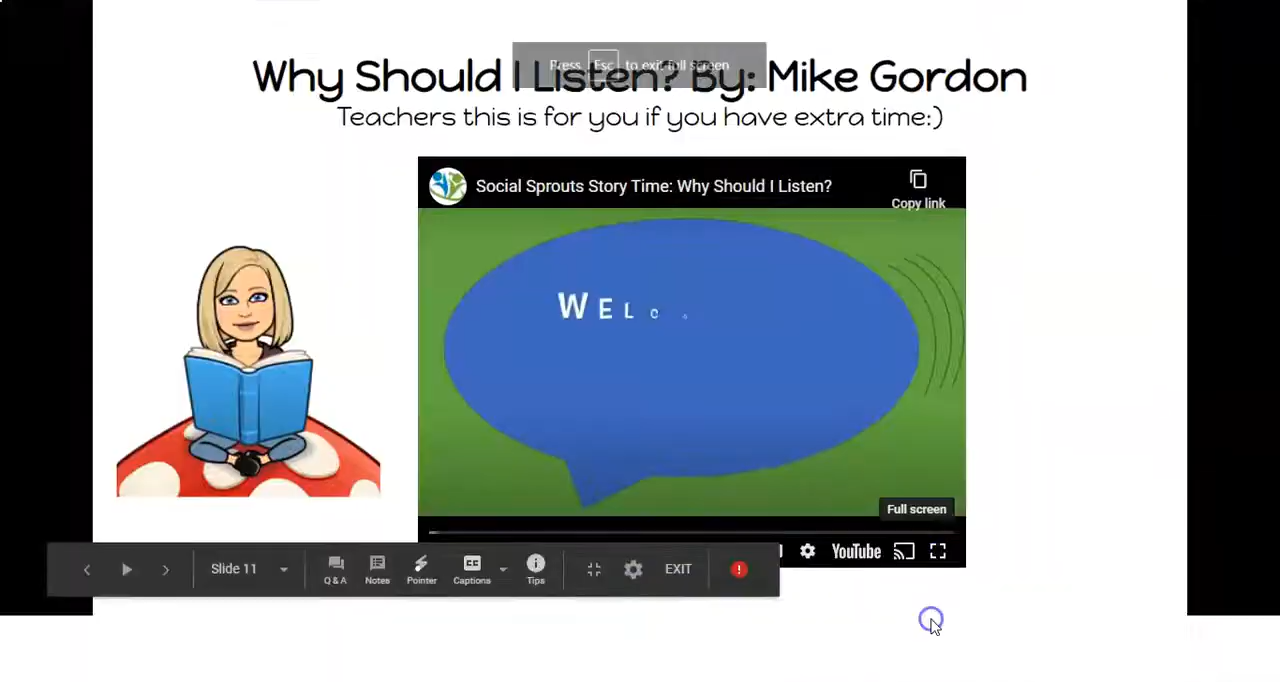 Press Esc to exit full screen
Why Should I Listen? By: Mike Gordon
Teachers this is for you if you have extra time:)
Social Sprouts Story Time: Why Should I Listen?
Copy link
WELC
Full screen
YouTube
Slide 11
Q & A
Notes
Pointer
CC
Captions
Tips
EXIT